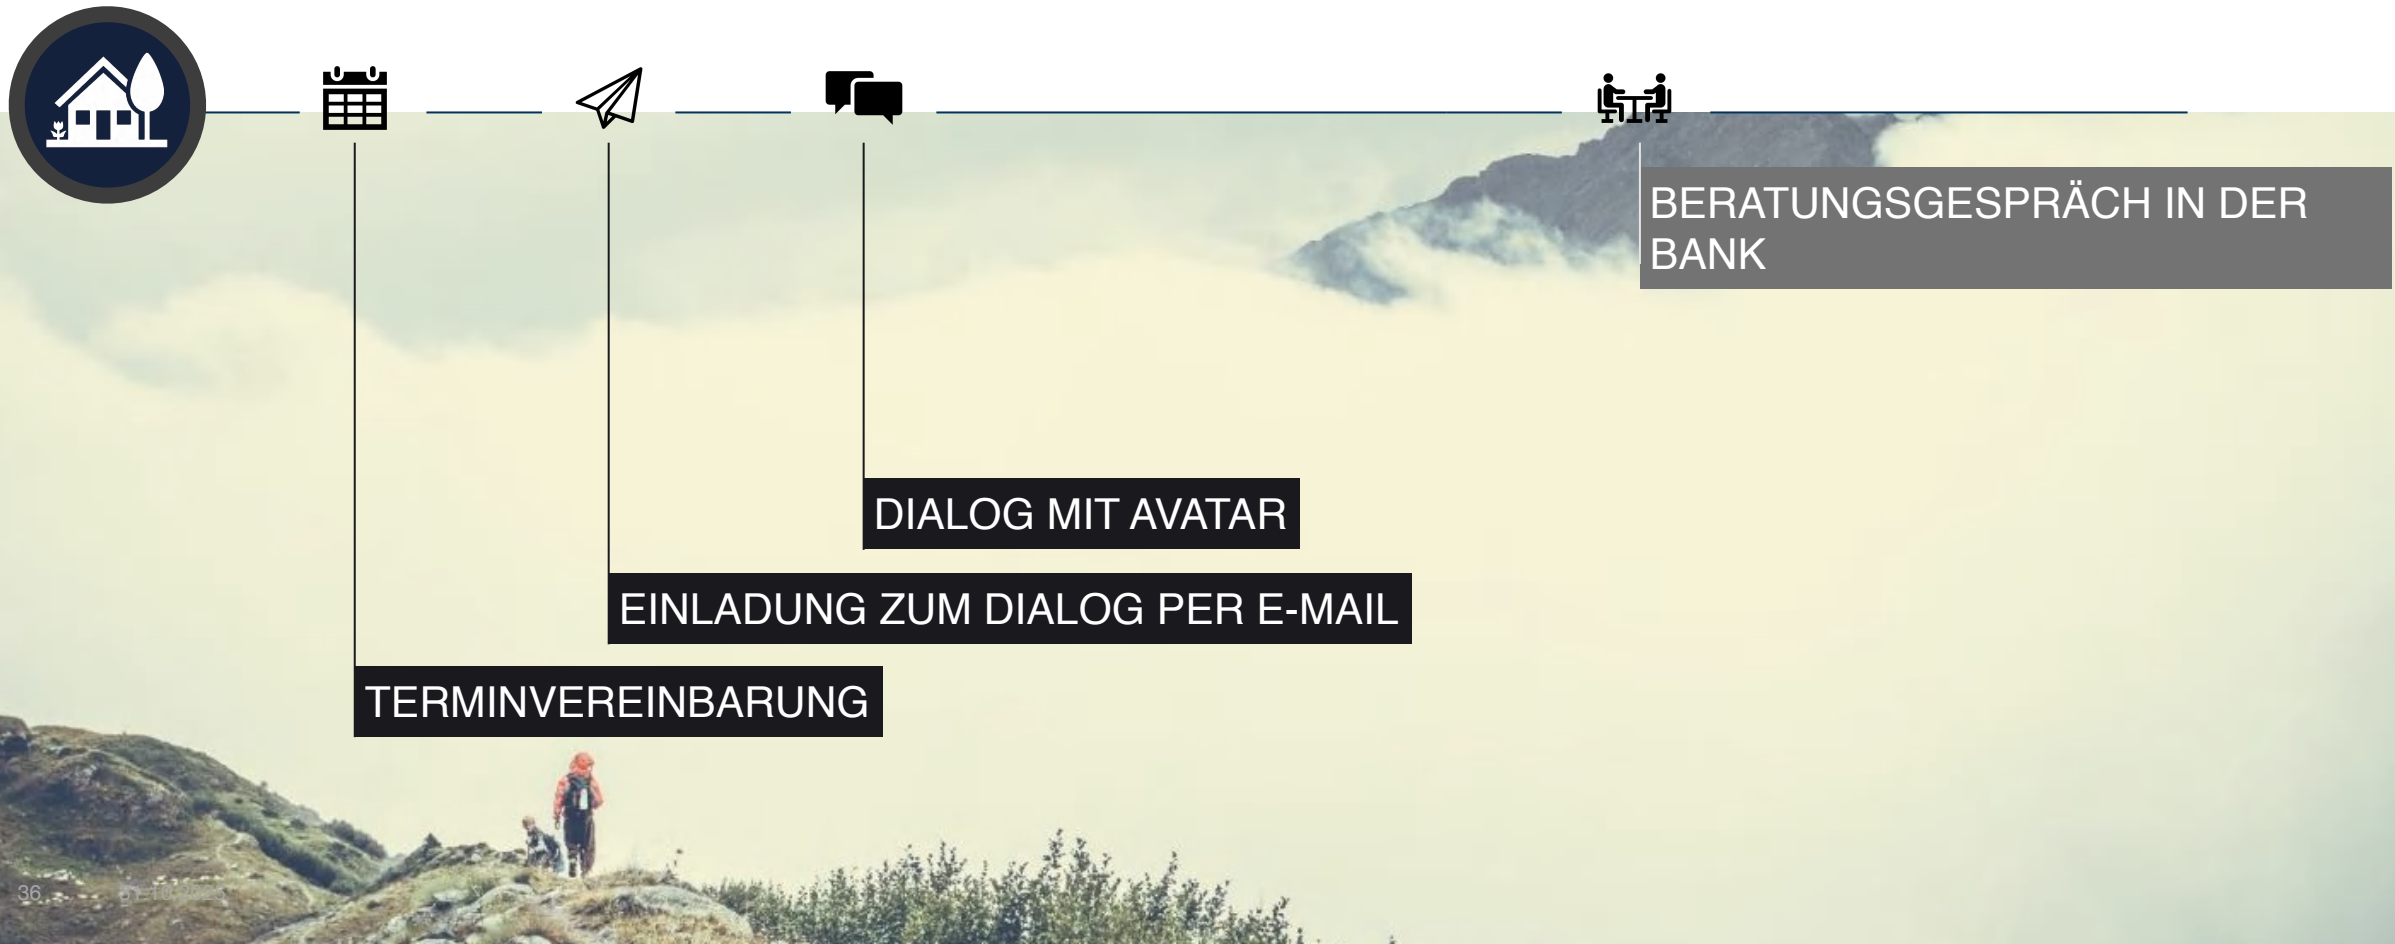 BERATUNGSGESPRÄCH IN DER
BANK
DIALOG MIT AVATAR
EINLADUNG ZUM DIALOG PER E-MAIL
TERMINVEREINBARUNG
36